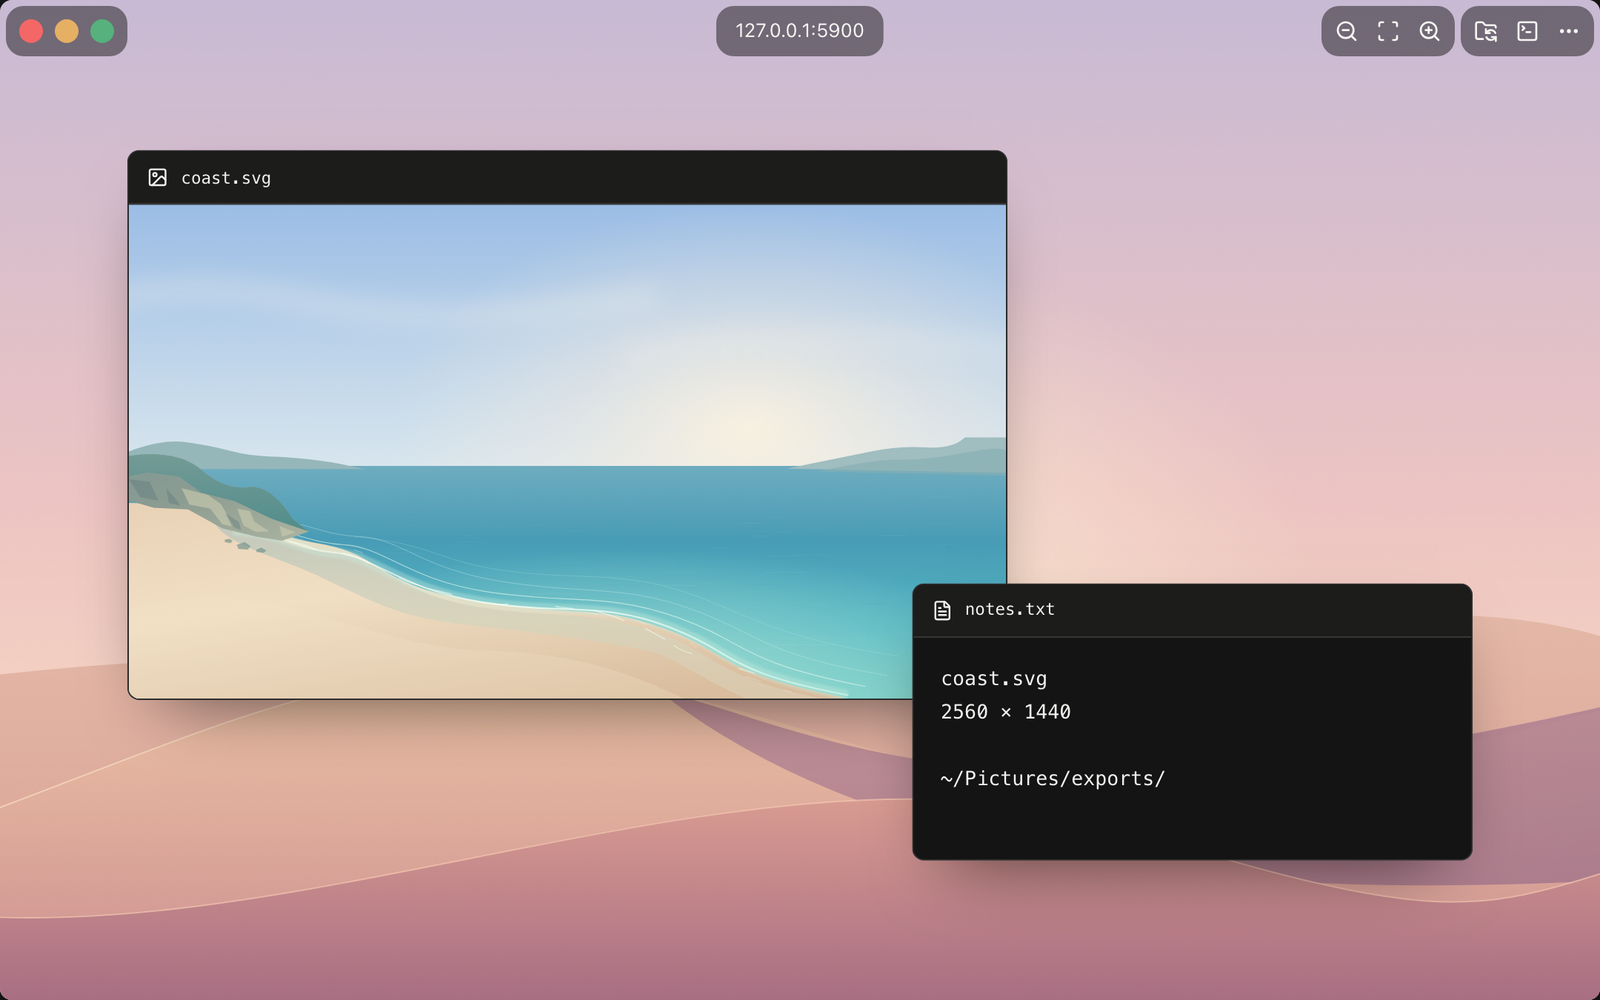 127.0.0.1:5900
coast.svg
notes.txt
coast.svg
2560 × 1440
~/Pictures/exports/